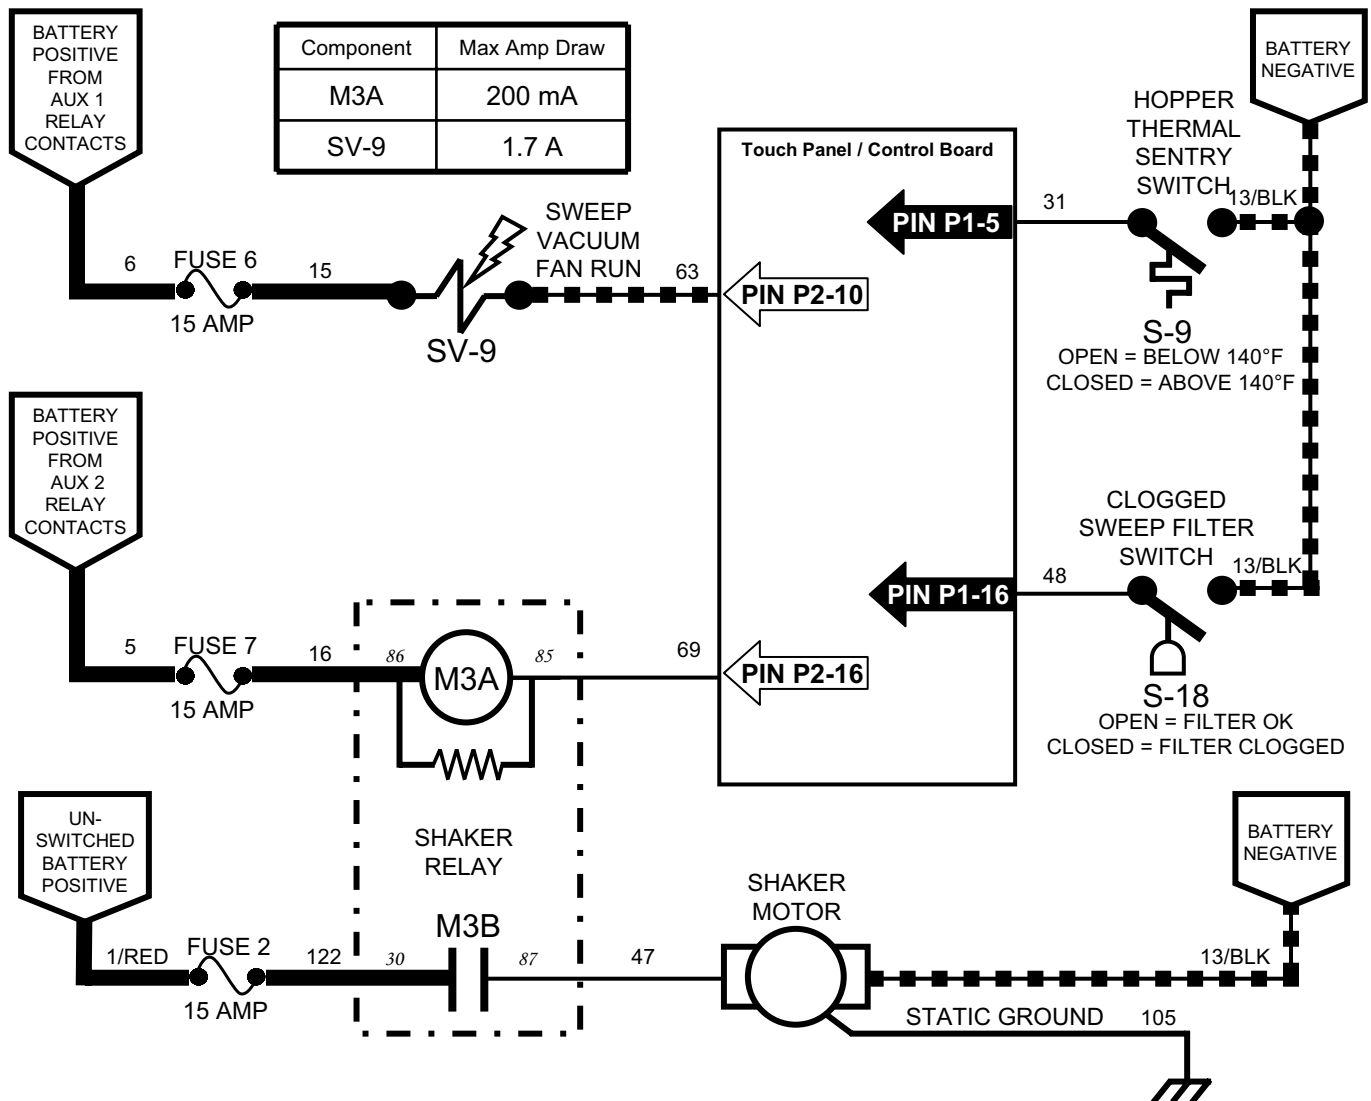 BATTERY
POSITIVE
FROM
AUX 1
RELAY
CONTACTS
Component Max Amp Draw
M3A 200 mA
SV-9 1.7 A
BATTERY
NEGATIVE
Touch Panel / Control Board
HOPPER
THERMAL
SENTRY
SWITCH
13/BLK
31
PIN P1-5
6
FUSE 6
15 AMP
15
SV-9
SWEEP
VACUUM
FAN RUN
63
PIN P2-10
S-9
OPEN = BELOW 140°F
CLOSED = ABOVE 140°F
BATTERY
POSITIVE
FROM
AUX 2
RELAY
CONTACTS
CLOGGED
SWEEP FILTER
SWITCH
13/BLK
48
PIN P1-16
5
FUSE 7
15 AMP
16
86
M3A
85
69
PIN P2-16
S-18
OPEN = FILTER OK
CLOSED = FILTER CLOGGED
UN-
SWITCHED
BATTERY
POSITIVE
SHAKER
RELAY
BATTERY
NEGATIVE
SHAKER
MOTOR
1/RED
FUSE 2
15 AMP
122
30
M3B
87
47
13/BLK
STATIC GROUND 105